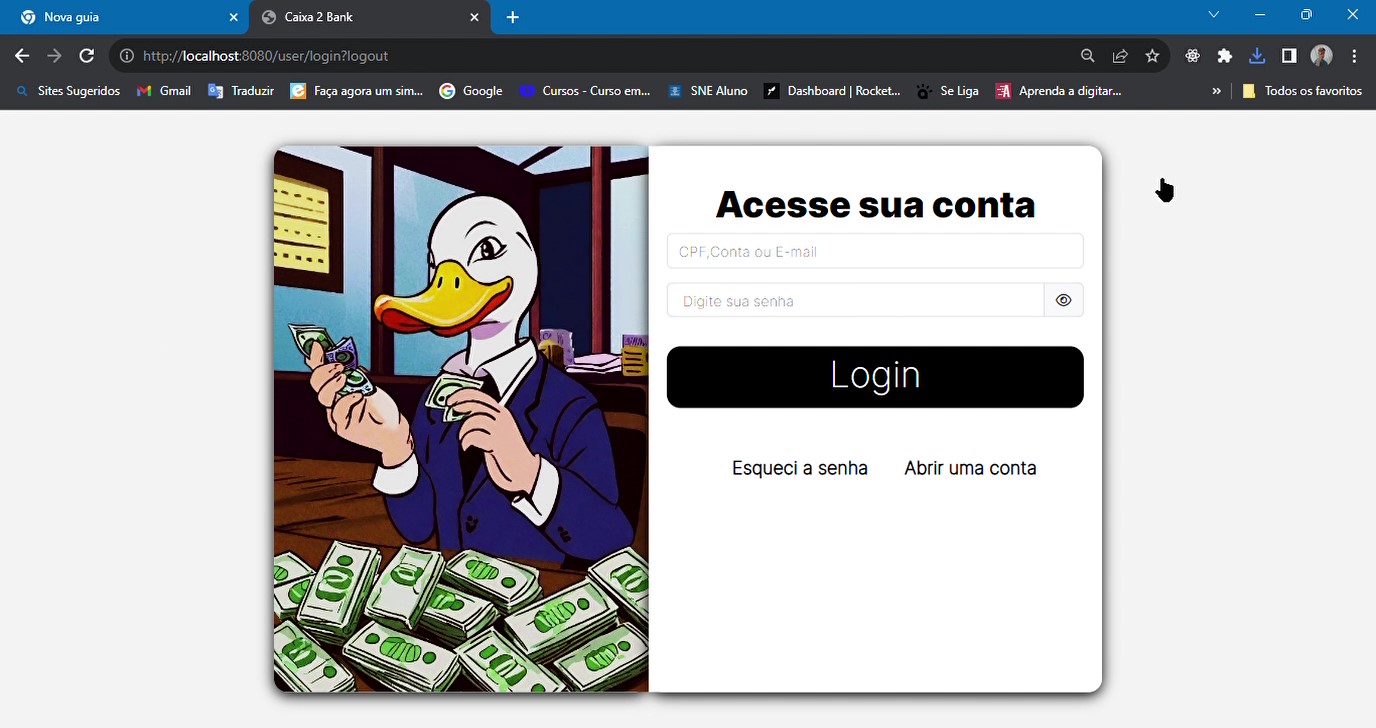 Nova guia
Caixa 2 Bank
http://localhost:8080/user/login?logout
Sites Sugeridos
Gmail
Traduzir
Faça agora um sim...
Google
Cursos - Curso em...
SNE Aluno
Dashboard | Rocket...
Se Liga
Aprenda a digitar...
»
Todos os favoritos
Acesse sua conta
CPF,Conta ou E-mail
Digite sua senha
Login
Esqueci a senha
Abrir uma conta